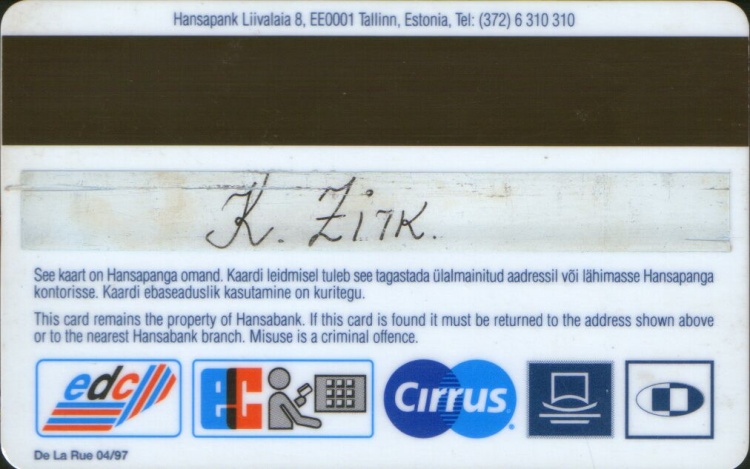 Hansapank Liivalaia 8, EE0001 Tallinn, Estonia, Tel: (372) 6 310 310
K. Zirk.
See kaart on Hansapanga omand. Kaardi leidmisel tuleb see tagastada ülalmainitud aadressil või lähimasse Hansapanga
kontorisse. Kaardi ebaseaduslik kasutamine on kuritegu.
This card remains the property of Hansabank. If this card is found it must be returned to the address shown above
or to the nearest Hansabank branch. Misuse is a criminal offence.
edc ec Cirrus
De La Rue 04/97